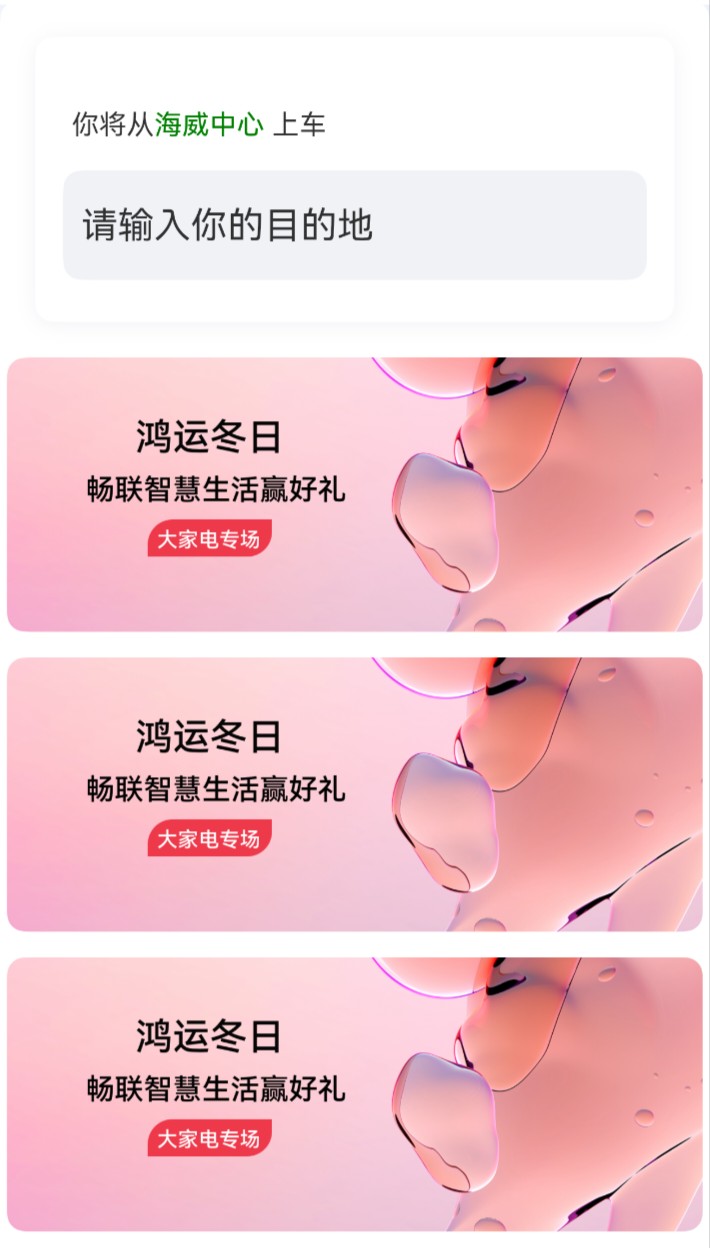 你将从海威中心 上车
请输入你的目的地
鸿运冬日
畅联智慧生活赢好礼
大家电专场
鸿运冬日
畅联智慧生活赢好礼
大家电专场
鸿运冬日
畅联智慧生活赢好礼
大家电专场